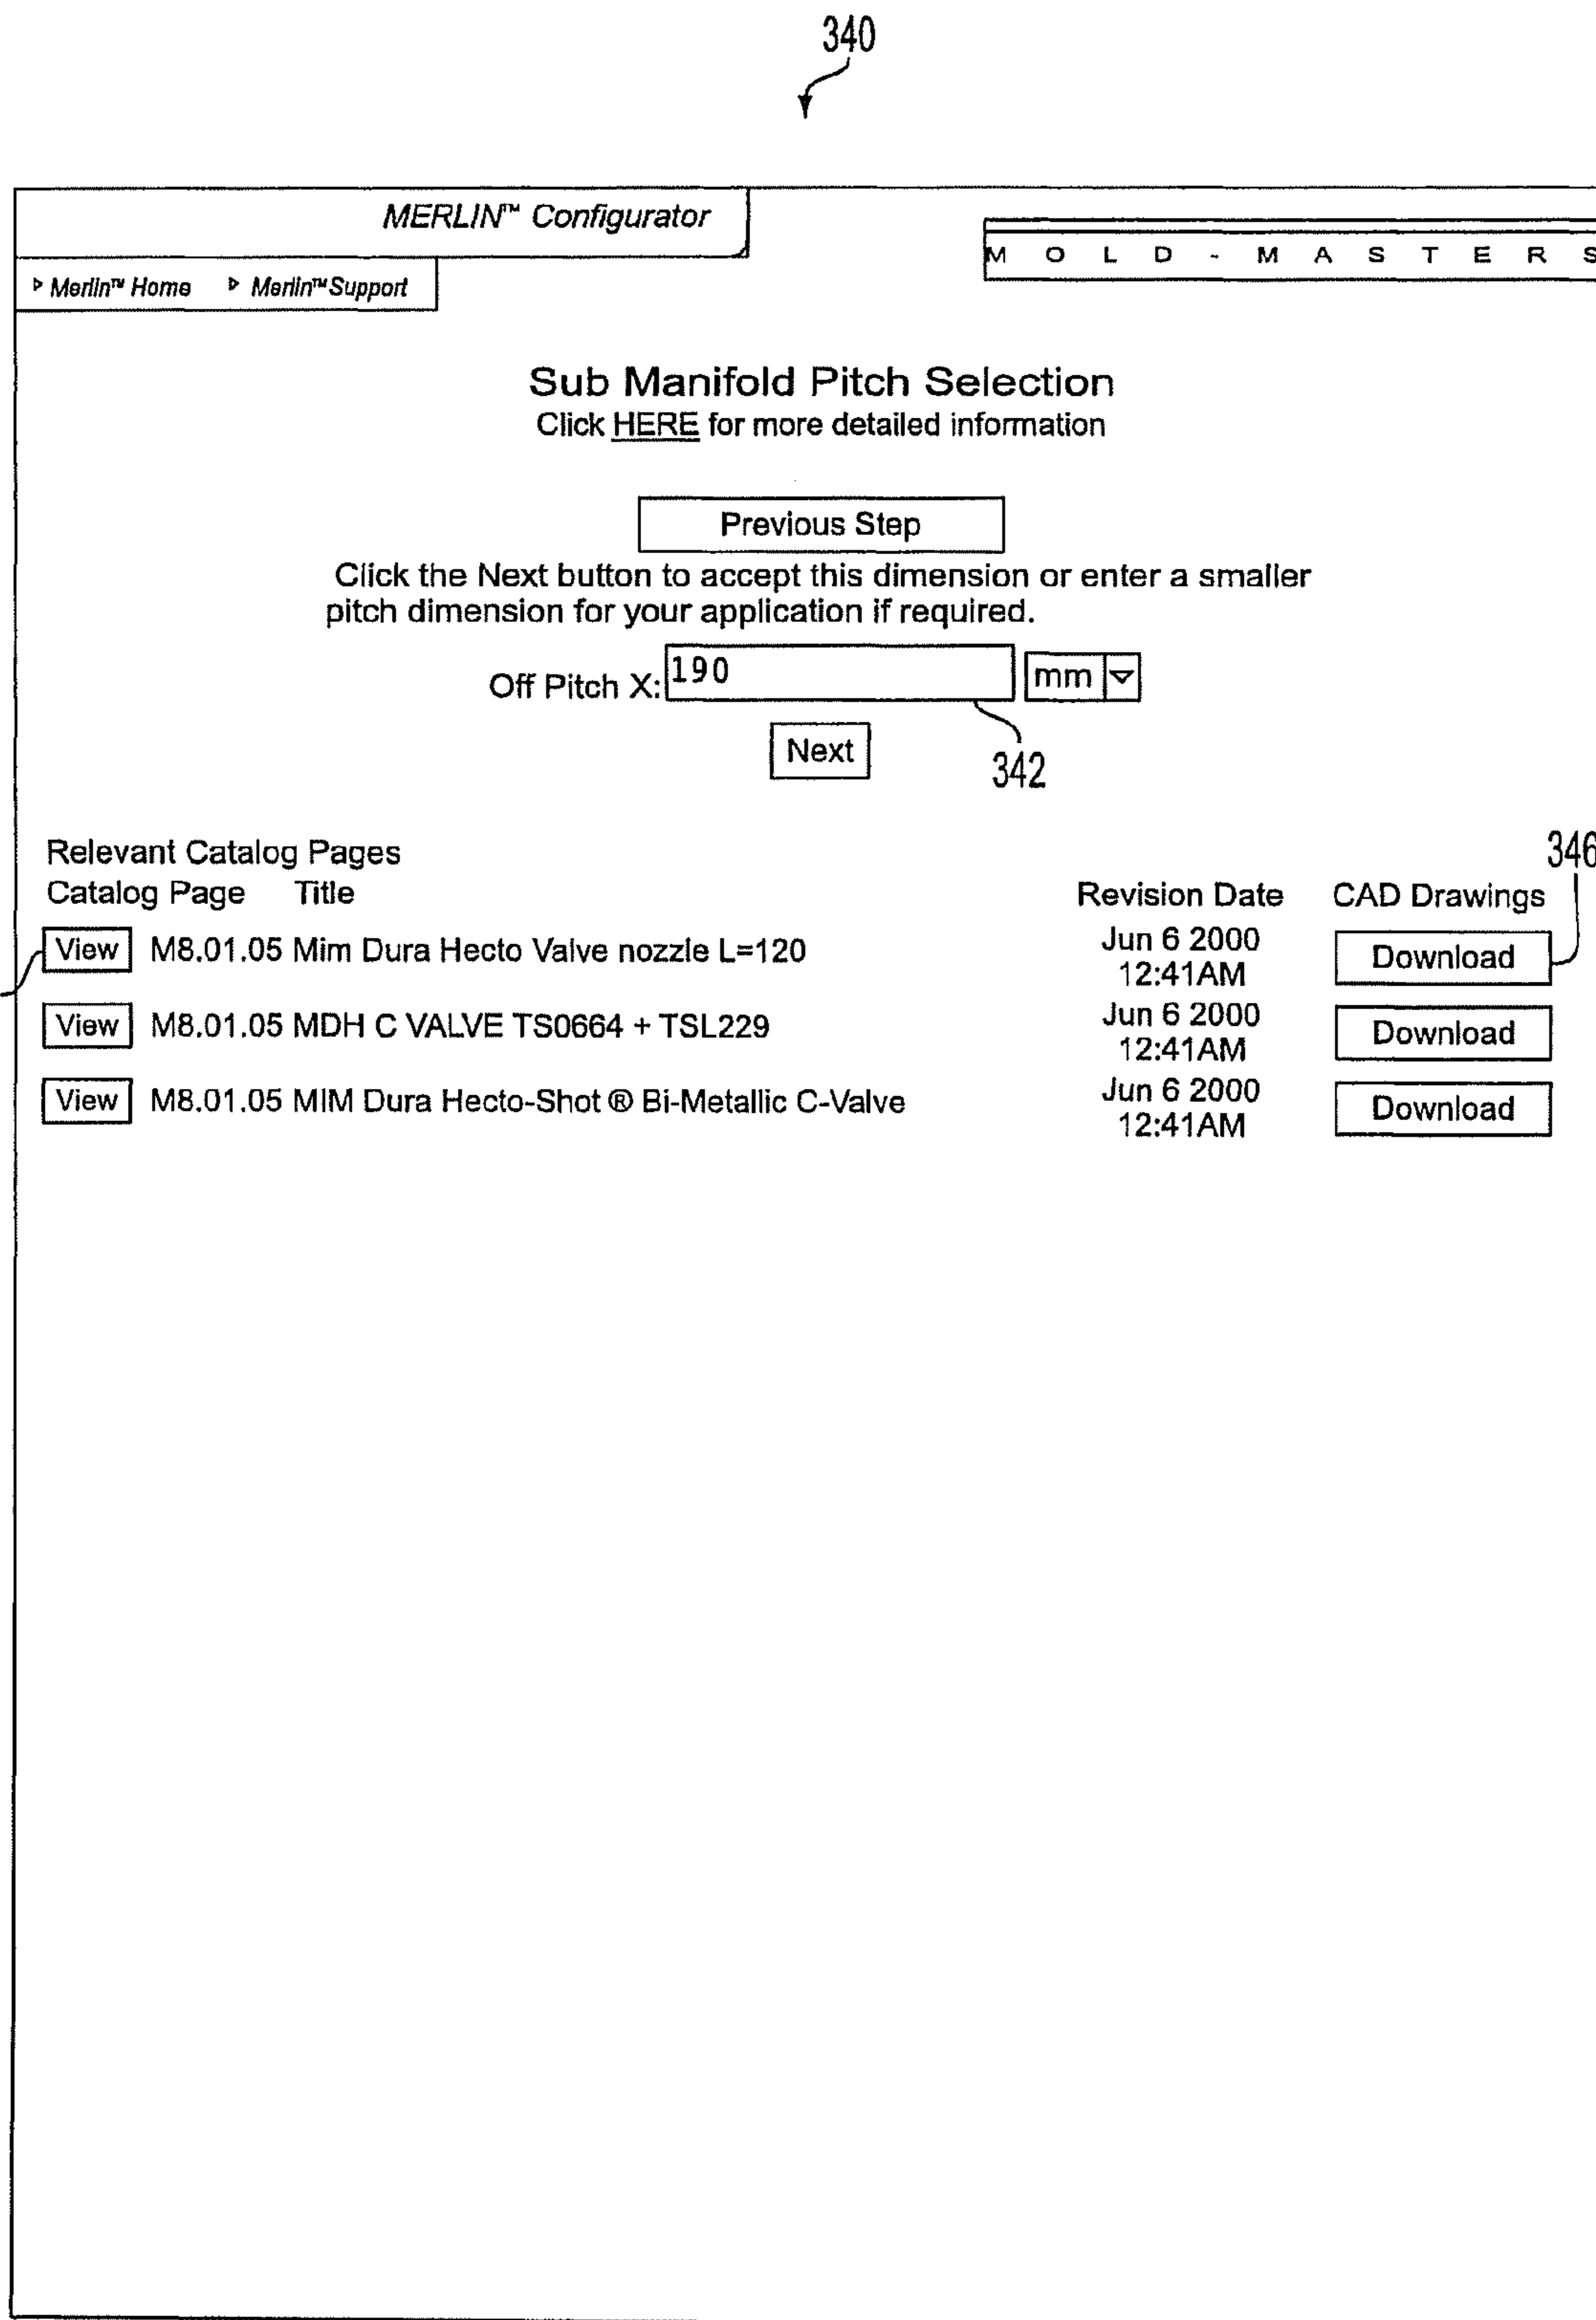 340
MERLIN™ Configurator
MOLD-MASTERS
Merlin™ Home Merlin™ Support
Sub Manifold Pitch Selection
Click HERE for more detailed information
Previous Step
Click the Next button to accept this dimension or enter a smaller
pitch dimension for your application if required.
Off Pitch X: 190 mm
Next
342
Relevant Catalog Pages
346
Catalog Page Title Revision Date CAD Drawings
View M8.01.05 Mim Dura Hecto Valve nozzle L=120 Jun 6 2000 Download
12:41AM
View M8.01.05 MDH C VALVE TS0664 + TSL229 Jun 6 2000 Download
12:41AM
View M8.01.05 MIM Dura Hecto-Shot ® Bi-Metallic C-Valve Jun 6 2000 Download
12:41AM